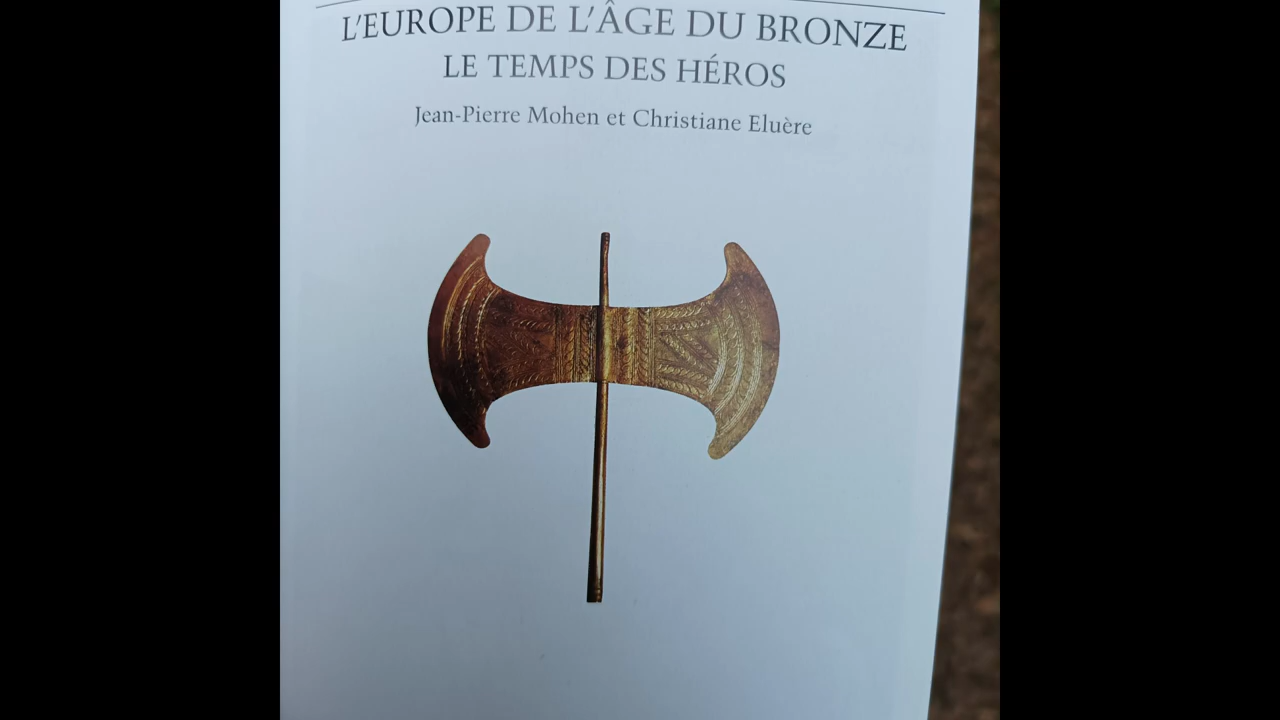 L'EUROPE DE L'ÂGE DU BRONZE
LE TEMPS DES HÉROS
Jean-Pierre Mohen et Christiane Eluère